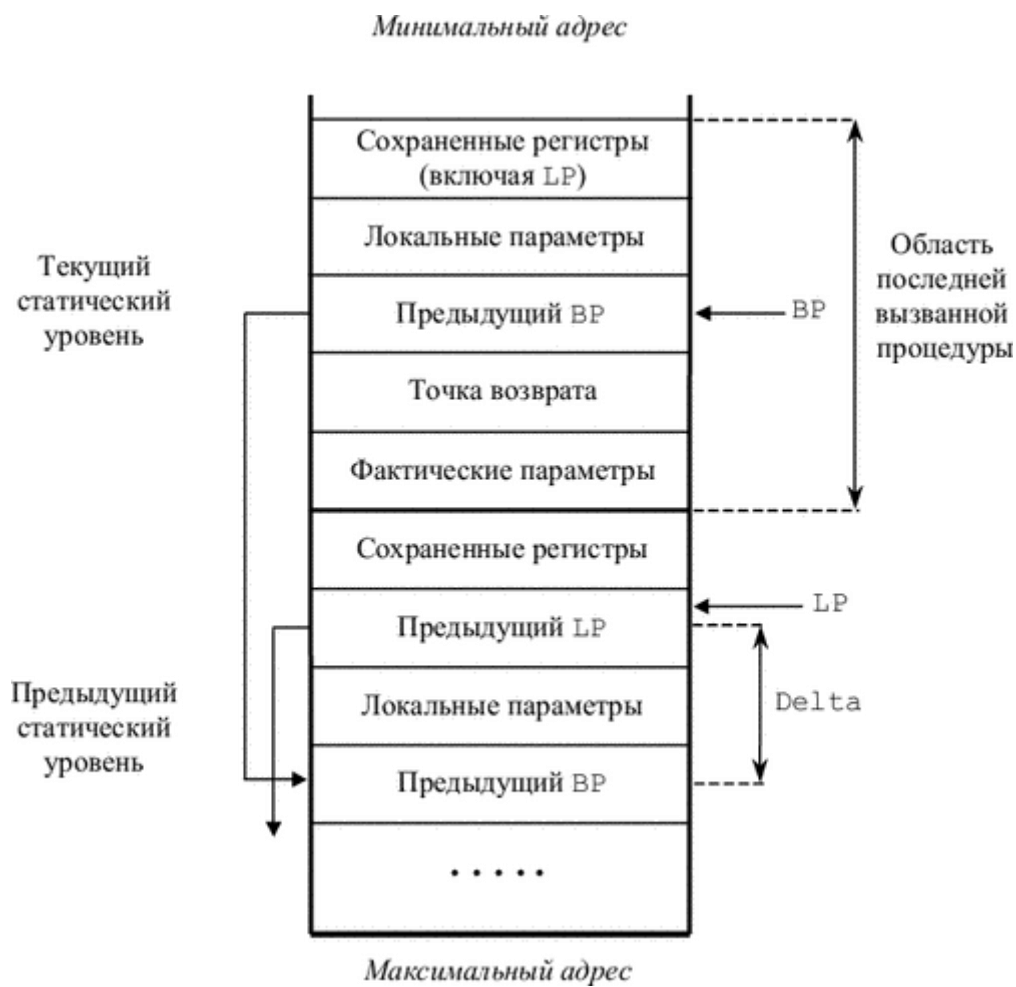 Минимальный адрес
Сохраненные регистры
(включая LP)
Локальные параметры
Предыдущий BP
Точка возврата
Фактические параметры
Сохраненные регистры
Предыдущий LP
Локальные параметры
Предыдущий BP
. . . . .
Максимальный адрес
Текущий
статический
уровень
Предыдущий
статический
уровень
BP
Область
последней
вызванной
процедуры
LP
Delta